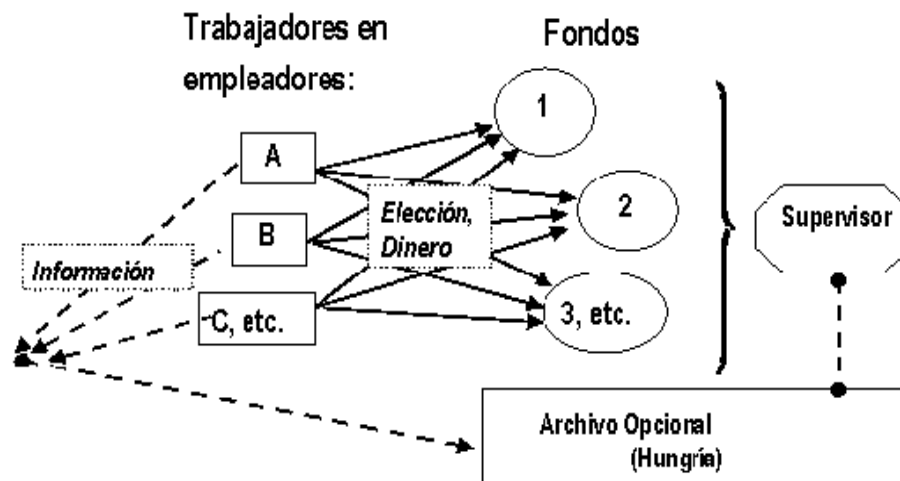 Trabajadores en
empleadores:
Fondos
1
A
2
Elección,
Dinero
Supervisor
B
Información
C, etc.
3, etc.
Archivo Opcional
(Hungría)